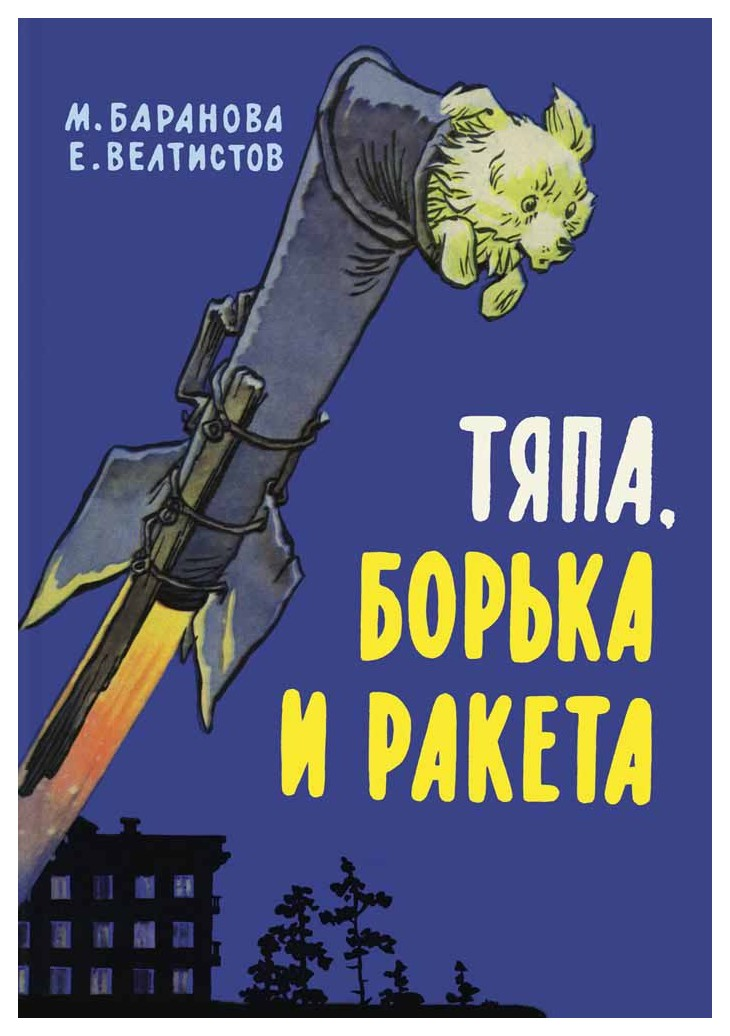 М. БАРАНОВА
Е. ВЕЛТИСТОВ
ТЯПА,
БОРЬКА
И РАКЕТА